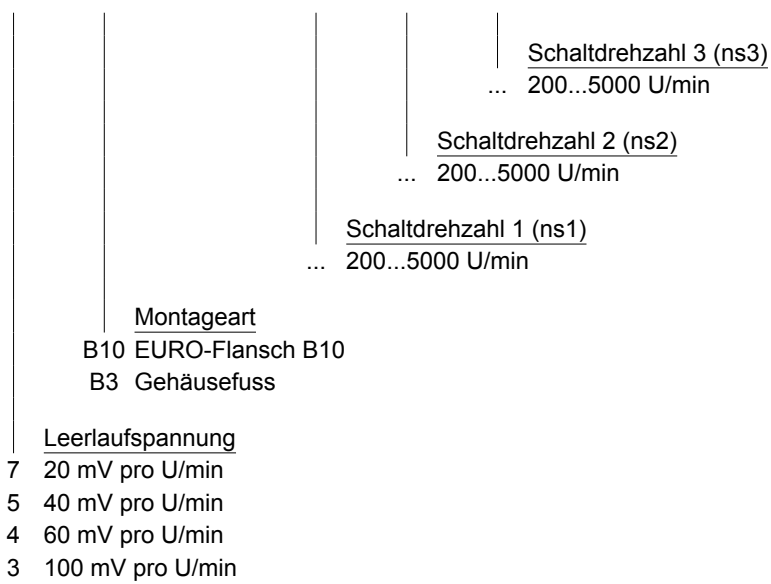 Schaltdrehzahl 3 (ns3)
... 200...5000 U/min
Schaltdrehzahl 2 (ns2)
... 200...5000 U/min
Schaltdrehzahl 1 (ns1)
... 200...5000 U/min
Montageart
B10 EURO-Flansch B10
B3 Gehäusefuss
Leerlaufspannung
7 20 mV pro U/min
5 40 mV pro U/min
4 60 mV pro U/min
3 100 mV pro U/min